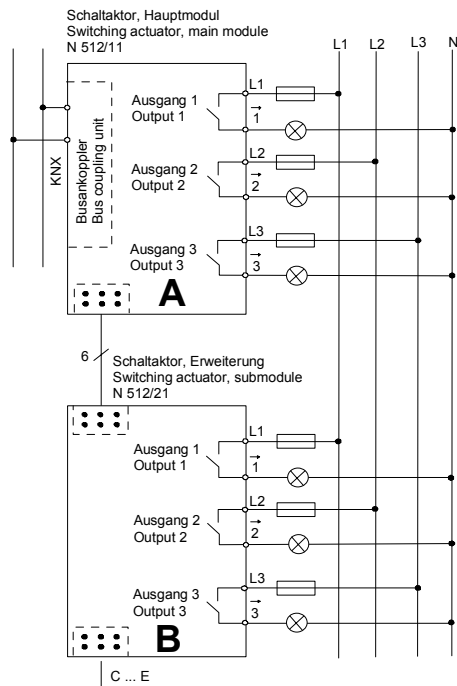 Schaltaktor, Hauptmodul
Switching actuator, main module
N 512/11
L1
L2
L3
N
KNX
Busankoppler
Bus coupling unit
Ausgang 1
Output 1
L1
1
Ausgang 2
Output 2
L2
2
Ausgang 3
Output 3
L3
3
A
6
Schaltaktor, Erweiterung
Switching actuator, submodule
N 512/21
Ausgang 1
Output 1
L1
1
Ausgang 2
Output 2
L2
2
Ausgang 3
Output 3
L3
3
B
C ... E